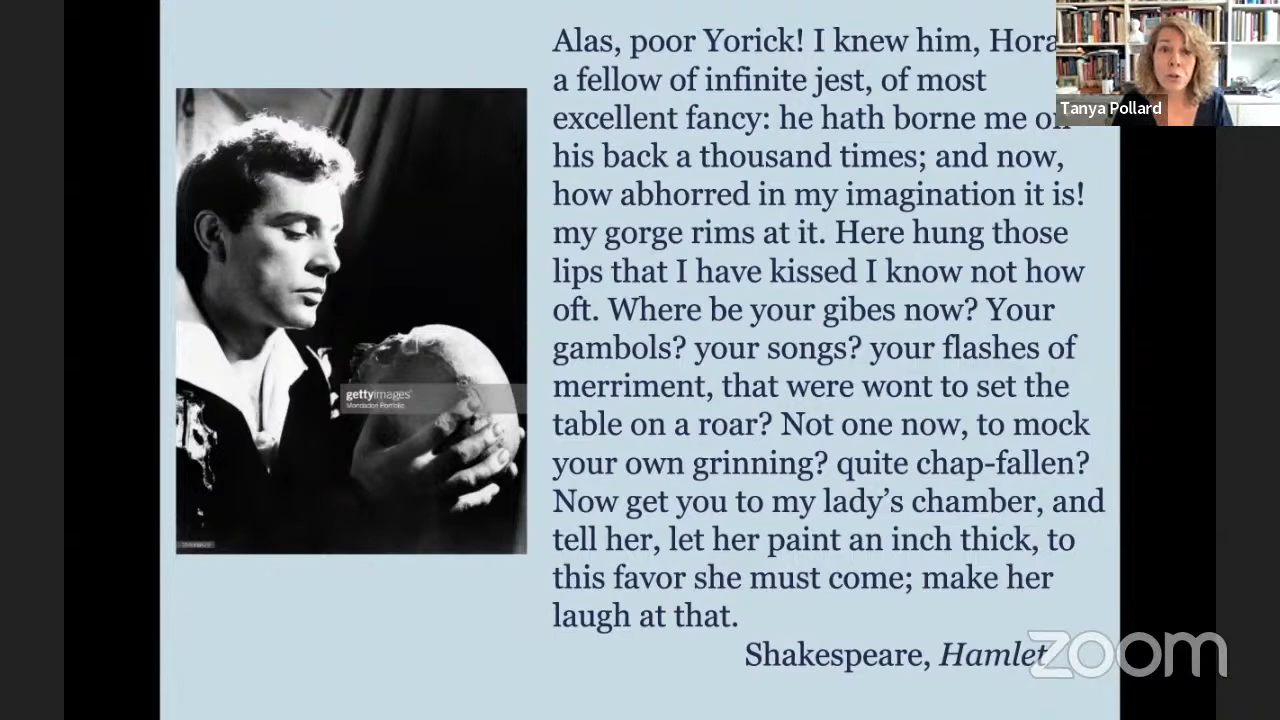 Alas, poor Yorick! I knew him, Hora
a fellow of infinite jest, of most
excellent fancy: he hath borne me on
his back a thousand times; and now,
how abhorred in my imagination it is!
my gorge rims at it. Here hung those
lips that I have kissed I know not how
oft. Where be your gibes now? Your
gambols? your songs? your flashes of
merriment, that were wont to set the
table on a roar? Not one now, to mock
your own grinning? quite chap-fallen?
Now get you to my lady’s chamber, and
tell her, let her paint an inch thick, to
this favor she must come; make her
laugh at that.
Shakespeare, Hamlet
Tanya Pollard
gettyimages
Mondadori Portfolio
zoom